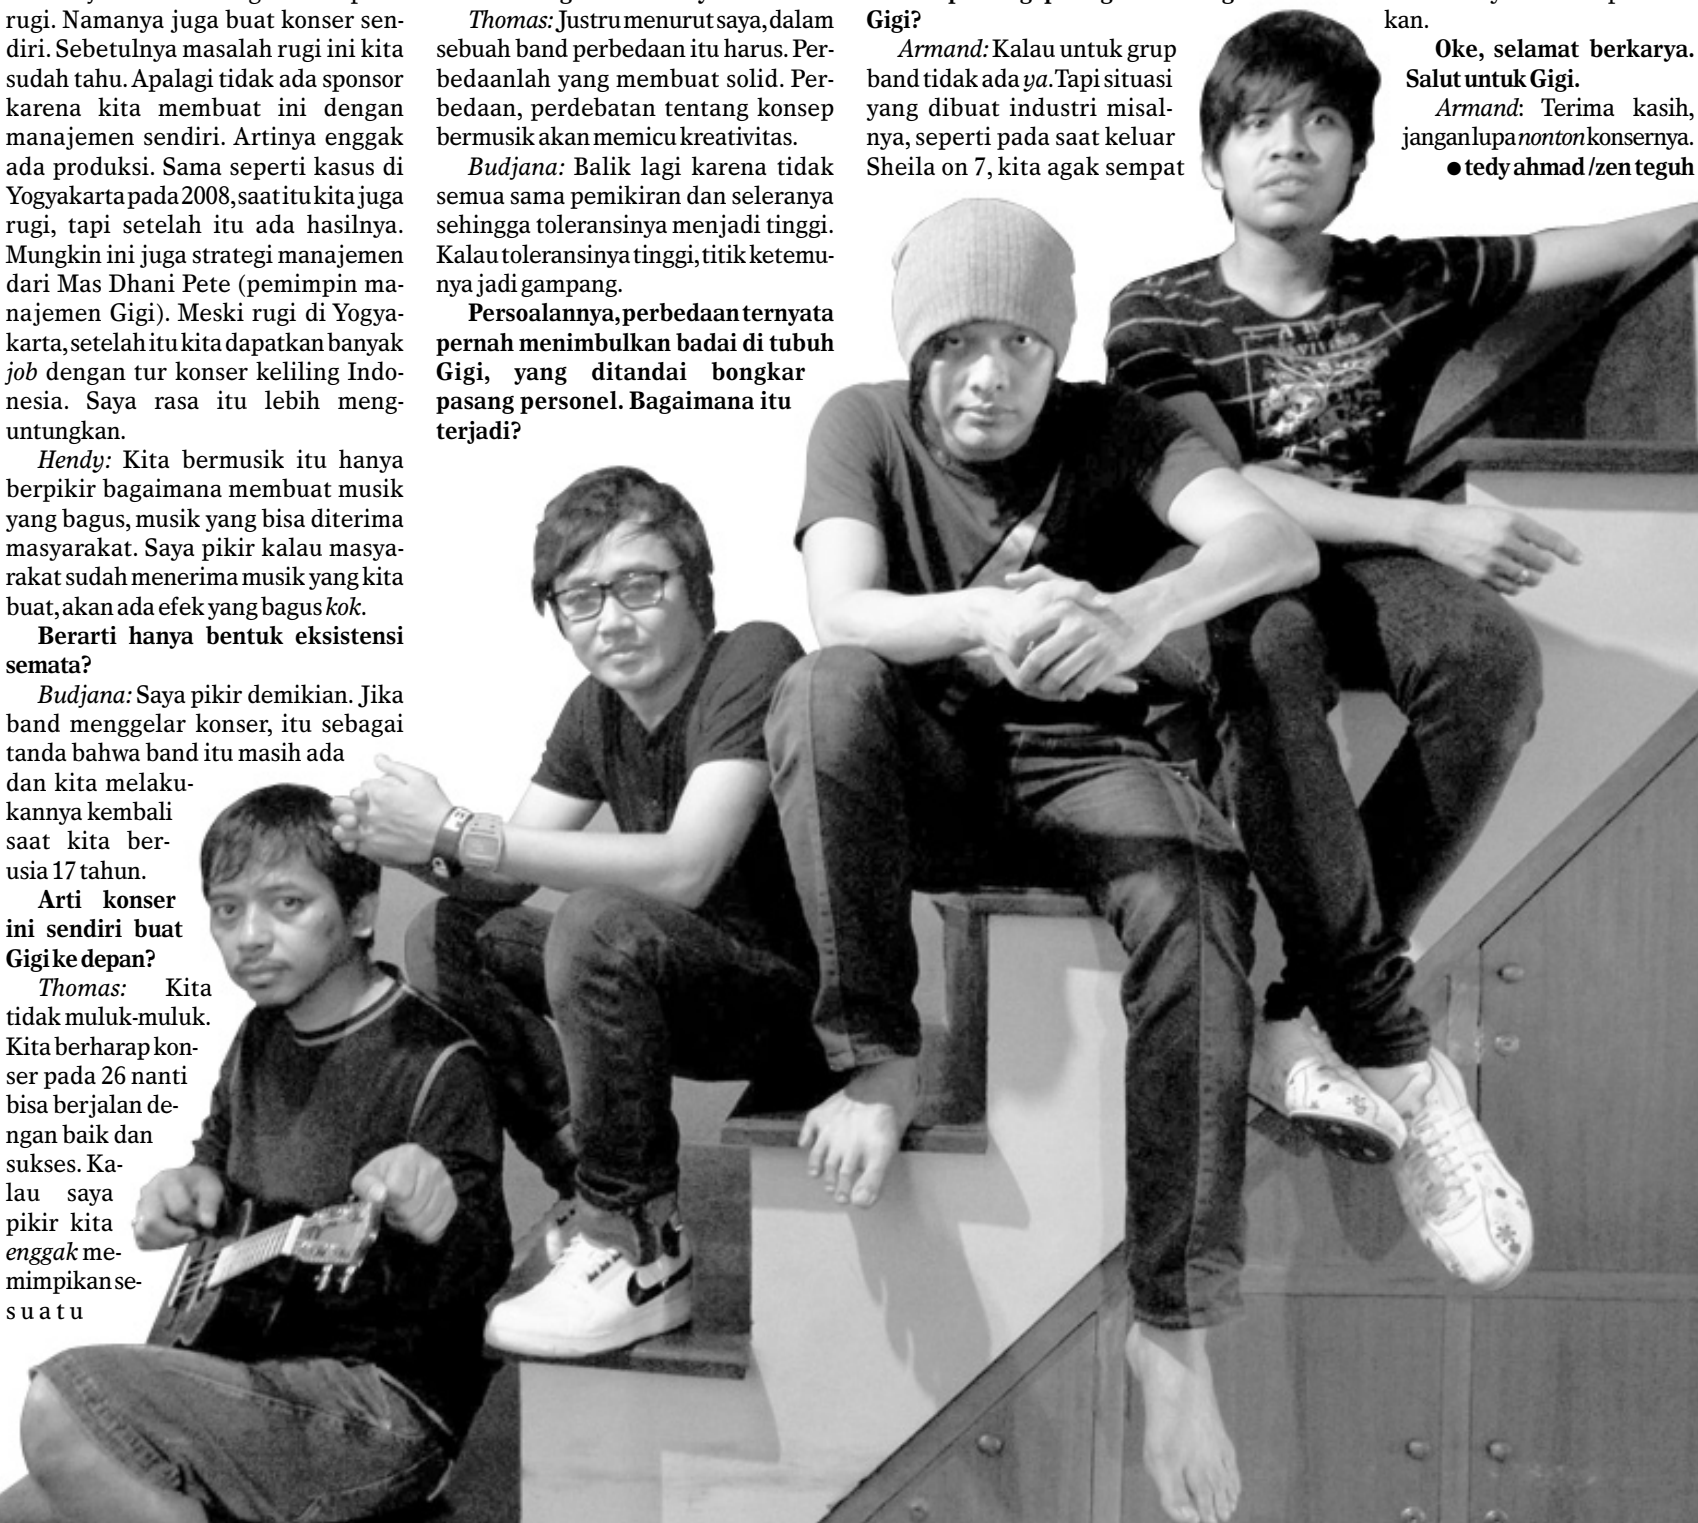 rugi. Namanya juga buat konser sen-
diri. Sebetulnya masalah rugi ini kita
sudah tahu. Apalagi tidak ada sponsor
karena kita membuat ini dengan
manajemen sendiri. Artinya enggak
ada produksi. Sama seperti kasus di
Yogyakarta pada 2008, saat itu kita juga
rugi, tapi setelah itu ada hasilnya.
Mungkin ini juga strategi manajemen
dari Mas Dhani Pete (pemimpin ma-
najemen Gigi). Meski rugi di Yogya-
karta, setelah itu kita dapatkan banyak
job dengan tur konser keliling Indo-
nesia. Saya rasa itu lebih meng-
untungkan.
Hendy: Kita bermusik itu hanya
berpikir bagaimana membuat musik
yang bagus, musik yang bisa diterima
masyarakat. Saya pikir kalau masya-
rakat sudah menerima musik yang kita
buat, akan ada efek yang bagus kok.
Berarti hanya bentuk eksistensi
semata?
Budjana: Saya pikir demikian. Jika
band menggelar konser, itu sebagai
tanda bahwa band itu masih ada
dan kita melaku-
kannya kembali
saat kita ber-
usia 17 tahun.
Arti konser
ini sendiri buat
Gigi ke depan?
Thomas: Kita
tidak muluk-muluk.
Kita berharap kon-
ser pada 26 nanti
bisa berjalan de-
ngan baik dan
sukses. Ka-
lau saya
pikir kita
enggak me-
mimpikan se-
suatu
Thomas: Justru menurut saya, dalam
sebuah band perbedaan itu harus. Per-
bedaanlah yang membuat solid. Per-
bedaan, perdebatan tentang konsep
bermusik akan memicu kreativitas.
Budjana: Balik lagi karena tidak
semua sama pemikiran dan seleranya
sehingga toleransinya menjadi tinggi.
Kalau toleransinya tinggi, titik ketemu-
nya jadi gampang.
Persoalannya, perbedaan ternyata
pernah menimbulkan badai di tubuh
Gigi, yang ditandai bongkar
pasang personel. Bagaimana itu
terjadi?
Gigi?
Armand: Kalau untuk grup
band tidak ada ya. Tapi situasi
yang dibuat industri misal-
nya, seperti pada saat keluar
Sheila on 7, kita agak sempat
kan.
Oke, selamat berkarya.
Salut untuk Gigi.
Armand: Terima kasih,
jangan lupa nonton konsernya.
● tedy ahmad /zen teguh